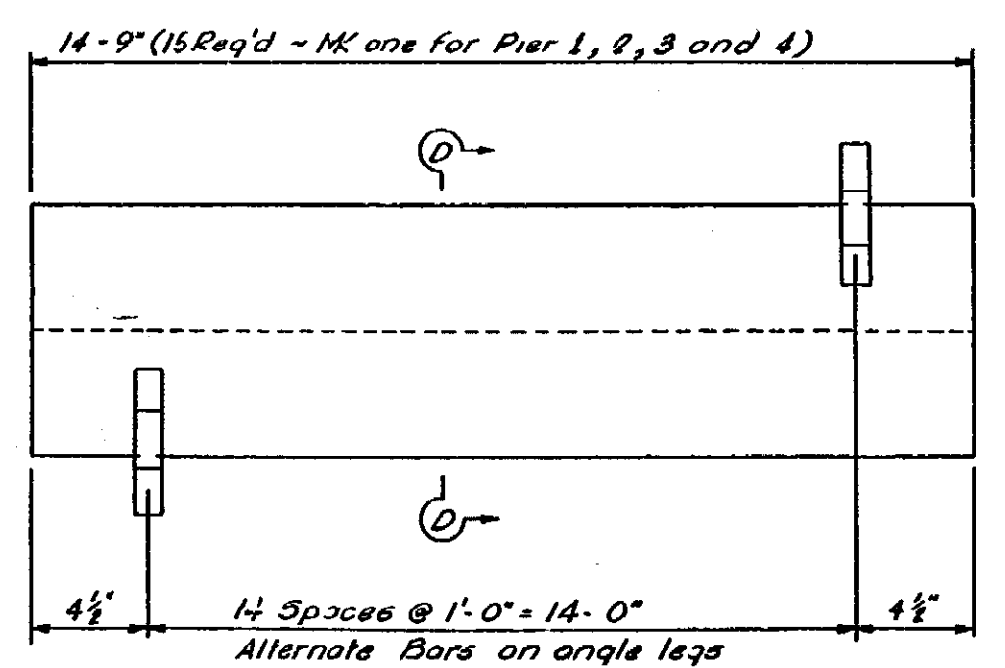 14-9" (15 Req'd ~ MK one for Pier 1, 2, 3 and 4)
D
D
4½"
14 Spaces @ 1'-0" = 14-0"
4½"
Alternate Bars on angle legs